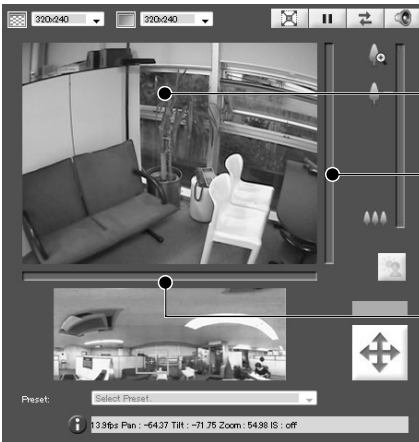 320x240 320x240
Preset: Select Preset.
13.9fps Pan : -64.37 Tilt : -71.75 Zoom : 54.98 IS : off